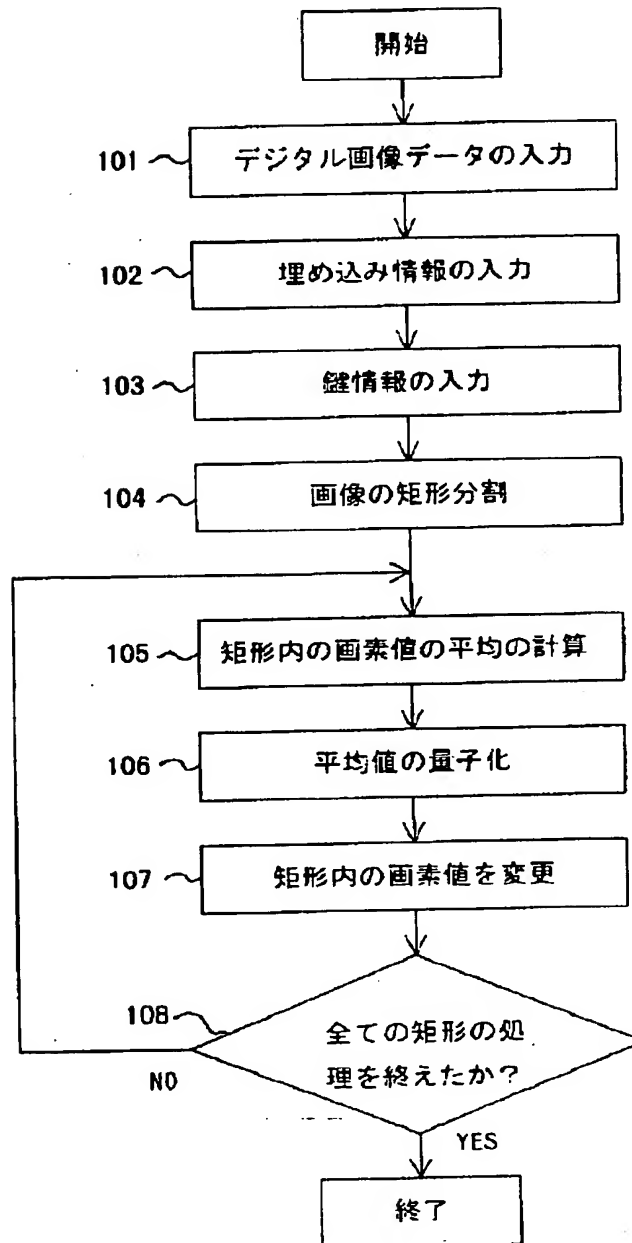 開始
101 デジタル画像データの入力
102 埋め込み情報の入力
103 鍵情報の入力
104 画像の矩形分割
105 矩形内の画素値の平均の計算
106 平均値の量子化
107 矩形内の画素値を変更
108 全ての矩形の処
理を終えたか?
NO
YES
終了